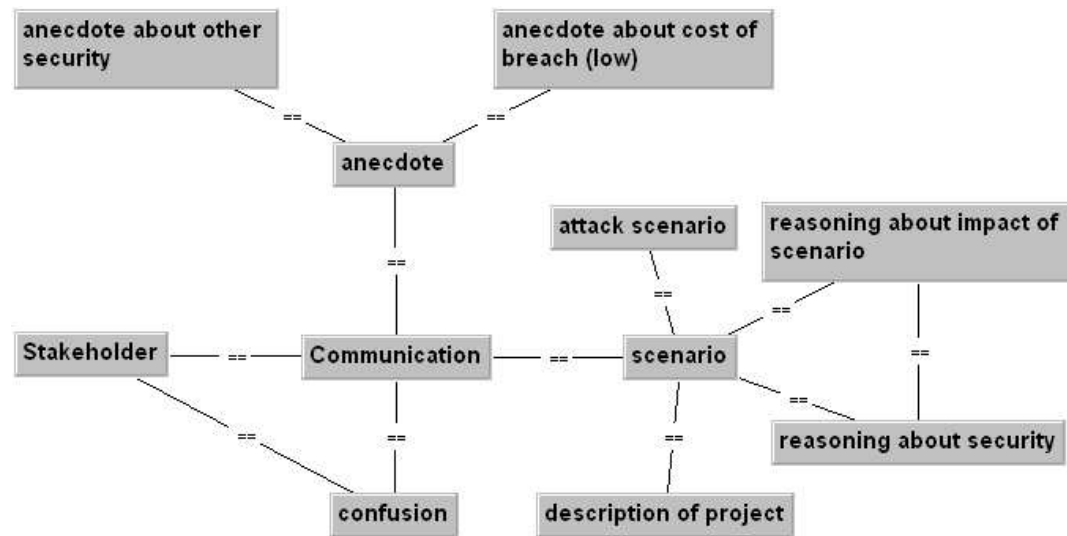 anecdote about other
security
anecdote about cost of
breach (low)
==
==
anecdote
==
attack scenario
reasoning about impact of
scenario
==
==
Stakeholder
==
Communication
==
scenario
==
==
==
==
==
reasoning about security
confusion
description of project